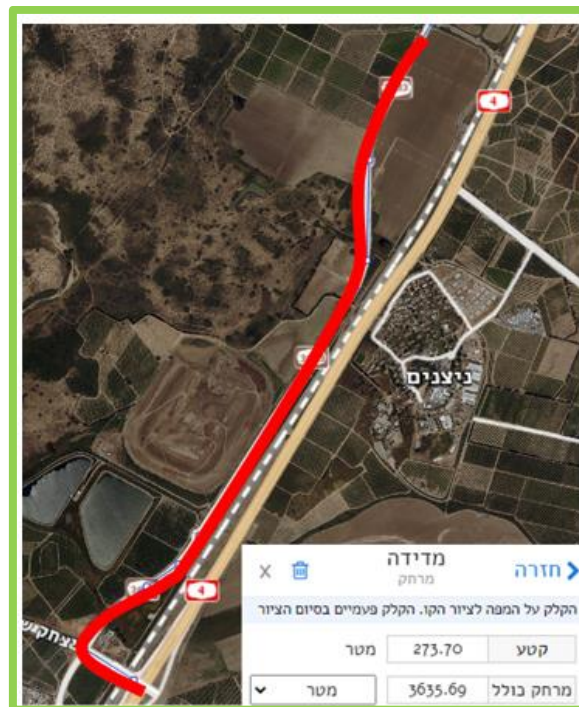 4
ניצנים
4
חזרה
מדידה
X
מרחק
הקלק על המפה לציור הקו. הקלק פעמיים בסיום הציור
קטע
273.70
מטר
מרחק כולל
3635.69
מטר